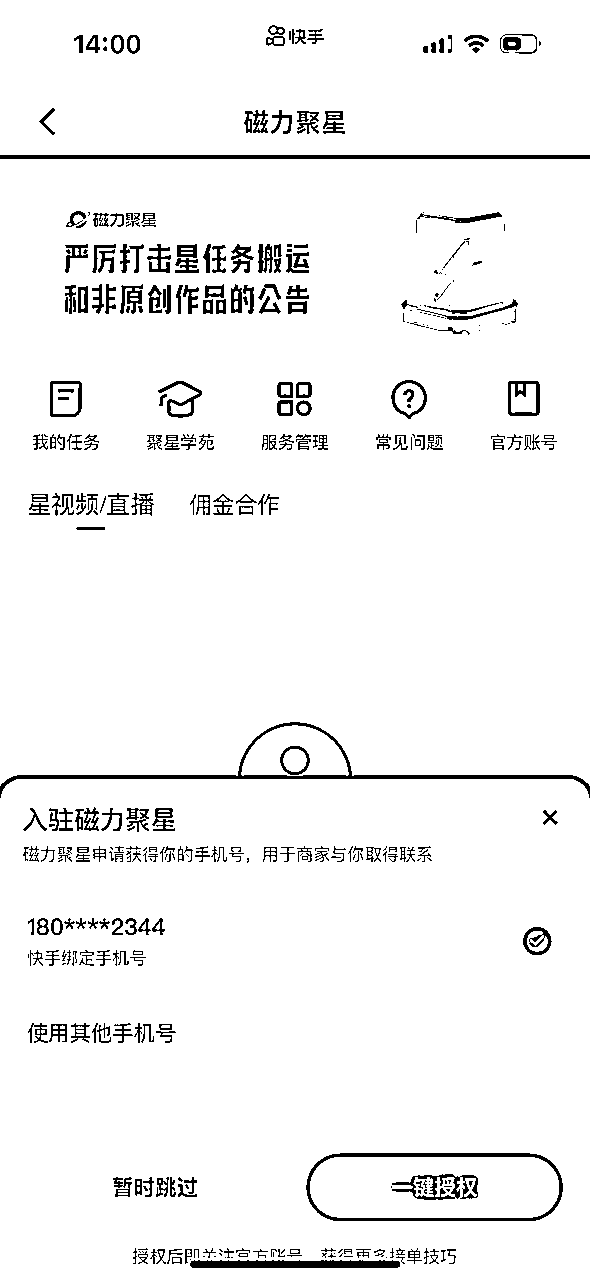 14:00
快手
磁力聚星
磁力聚星
严厉打击星任务搬运
和非原创作品的公告
我的任务 聚星学苑 服务管理 常见问题 官方账号
星视频/直播 佣金合作
入驻磁力聚星
磁力聚星申请获得你的手机号，用于商家与你取得联系
180****2344
快手绑定手机号
使用其他手机号
暂时跳过 一键授权
授权后即关注官方账号，获得更多接单技巧